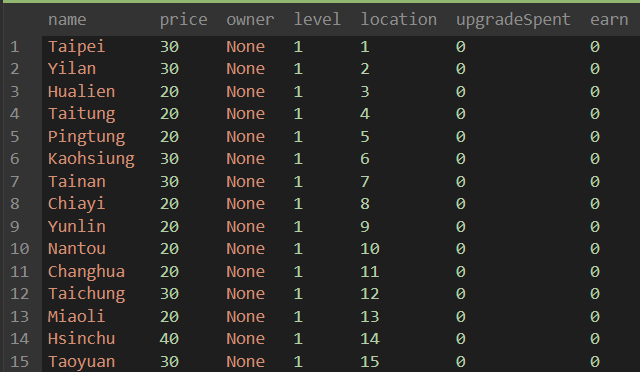 name price owner level location upgradeSpent earn
1 Taipei 30 None 1 1 0 0
2 Yilan 30 None 1 2 0 0
3 Hualien 20 None 1 3 0 0
4 Taitung 20 None 1 4 0 0
5 Pingtung 20 None 1 5 0 0
6 Kaohsiung 30 None 1 6 0 0
7 Tainan 30 None 1 7 0 0
8 Chiayi 20 None 1 8 0 0
9 Yunlin 20 None 1 9 0 0
10 Nantou 20 None 1 10 0 0
11 Changhua 20 None 1 11 0 0
12 Taichung 30 None 1 12 0 0
13 Miaoli 20 None 1 13 0 0
14 Hsinchu 40 None 1 14 0 0
15 Taoyuan 30 None 1 15 0 0